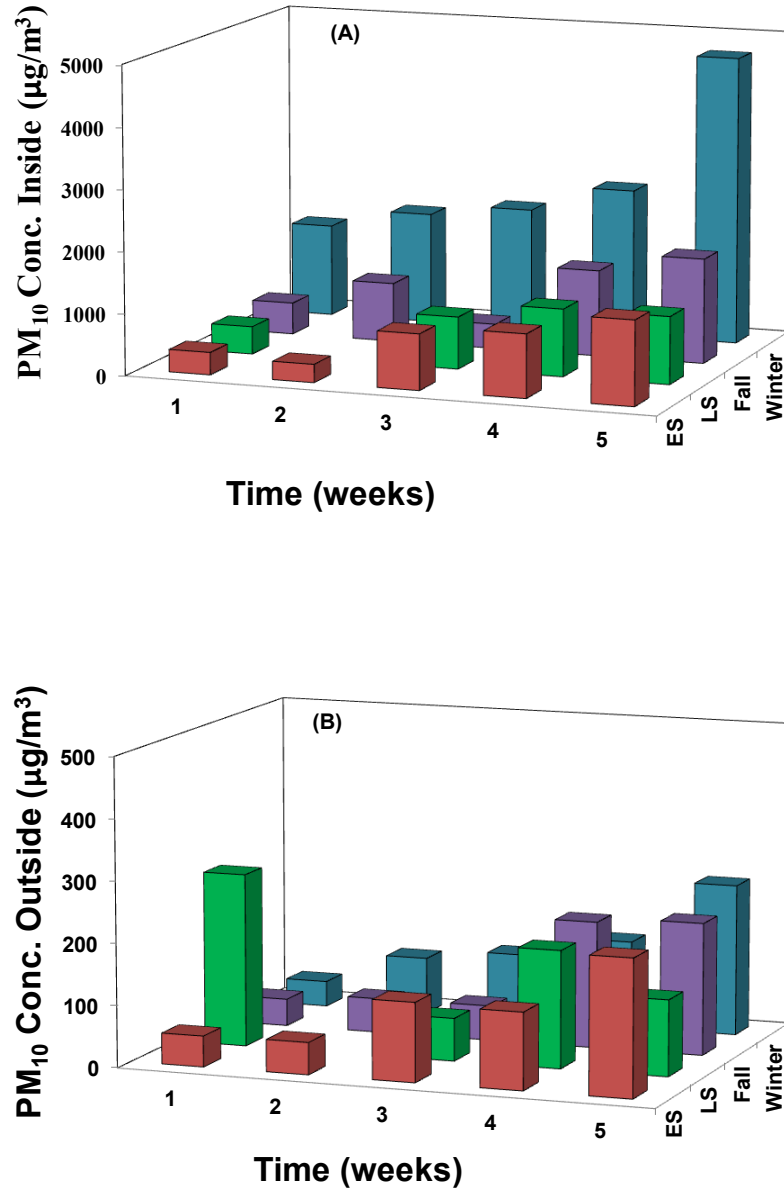 (A)
PM₁₀ Conc. Inside (µg/m³)
5000
4000
3000
2000
1000
0
1
2
3
4
5
ES
LS
Fall
Winter
Time (weeks)
(B)
PM₁₀ Conc. Outside (µg/m³)
500
400
300
200
100
0
1
2
3
4
5
ES
LS
Fall
Winter
Time (weeks)